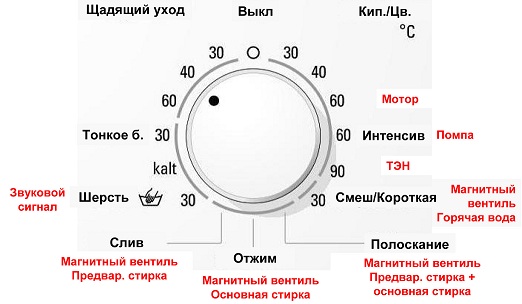 Щадящий уход
Выкл
Кип./Цв.
°C
30
30
40
40
60
Мотор
Тонкое б.
30
60
Интенсив
Помпа
kalt
90
ТЭН
Звуковой
сигнал
Шерсть
30
30
Смеш/Короткая
Магнитный
вентиль
Горячая вода
Слив
Отжим
Полоскание
Магнитный вентиль
Предвар. стирка
Магнитный вентиль
Основная стирка
Магнитный вентиль
Предвар. стирка +
основная стирка